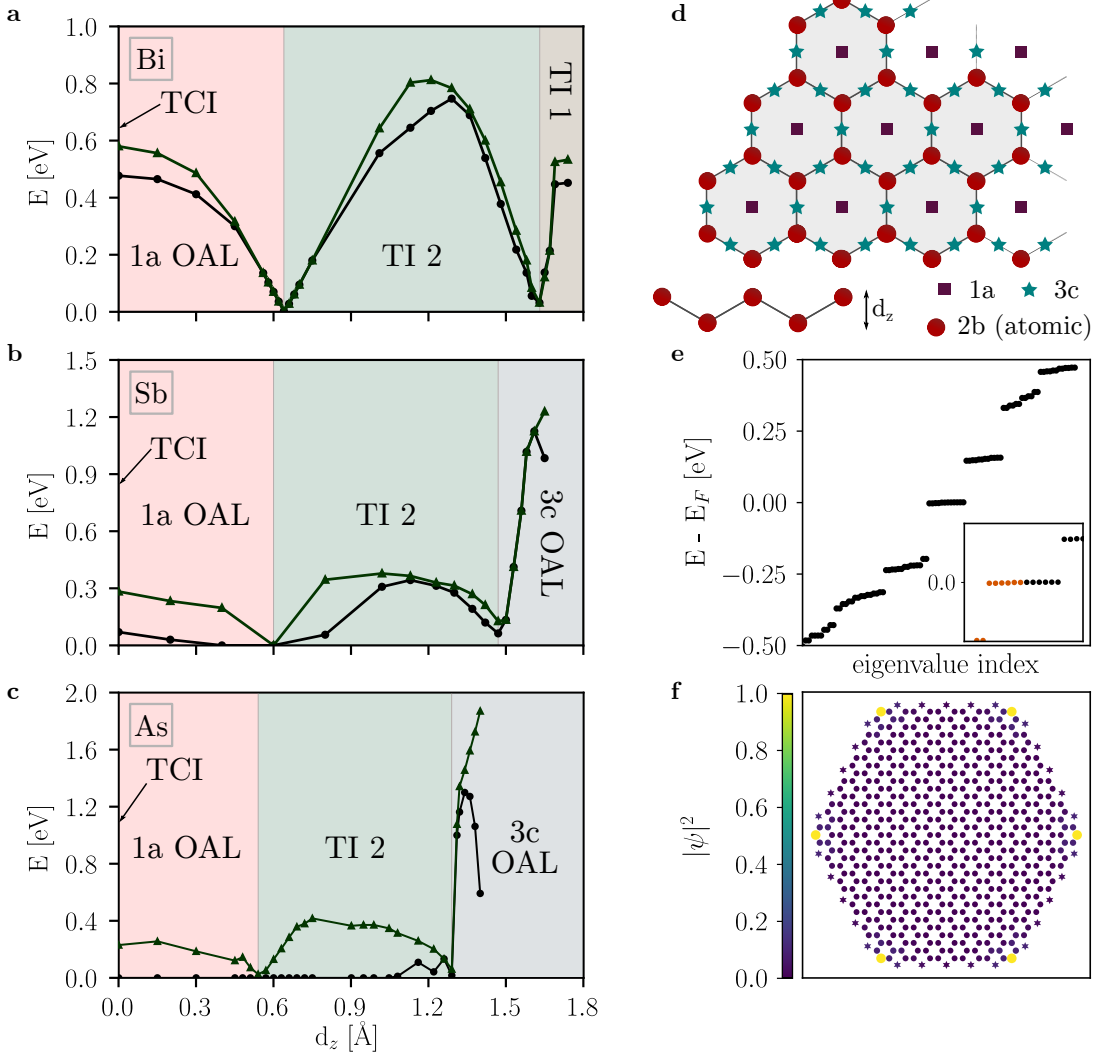 a
1.0
0.8
0.6
0.4
0.2
0.0
E [eV]
Bi
TCI
1a OAL
TI 2
TI 1
b
1.5
1.2
0.9
0.6
0.3
0.0
E [eV]
Sb
TCI
1a OAL
TI 2
3c OAL
c
2.0
1.6
1.2
0.8
0.4
0.0
E [eV]
As
TCI
1a OAL
TI 2
3c
OAL
0.0 0.3 0.6 0.9 1.2 1.5 1.8
d_z [Å]
d
d_z
1a 3c
2b (atomic)
e
0.50
0.25
0.00
−0.25
−0.50
E - E_F [eV]
0.0
eigenvalue index
f
1.0
0.8
0.6
0.4
0.2
0.0
|ψ|²